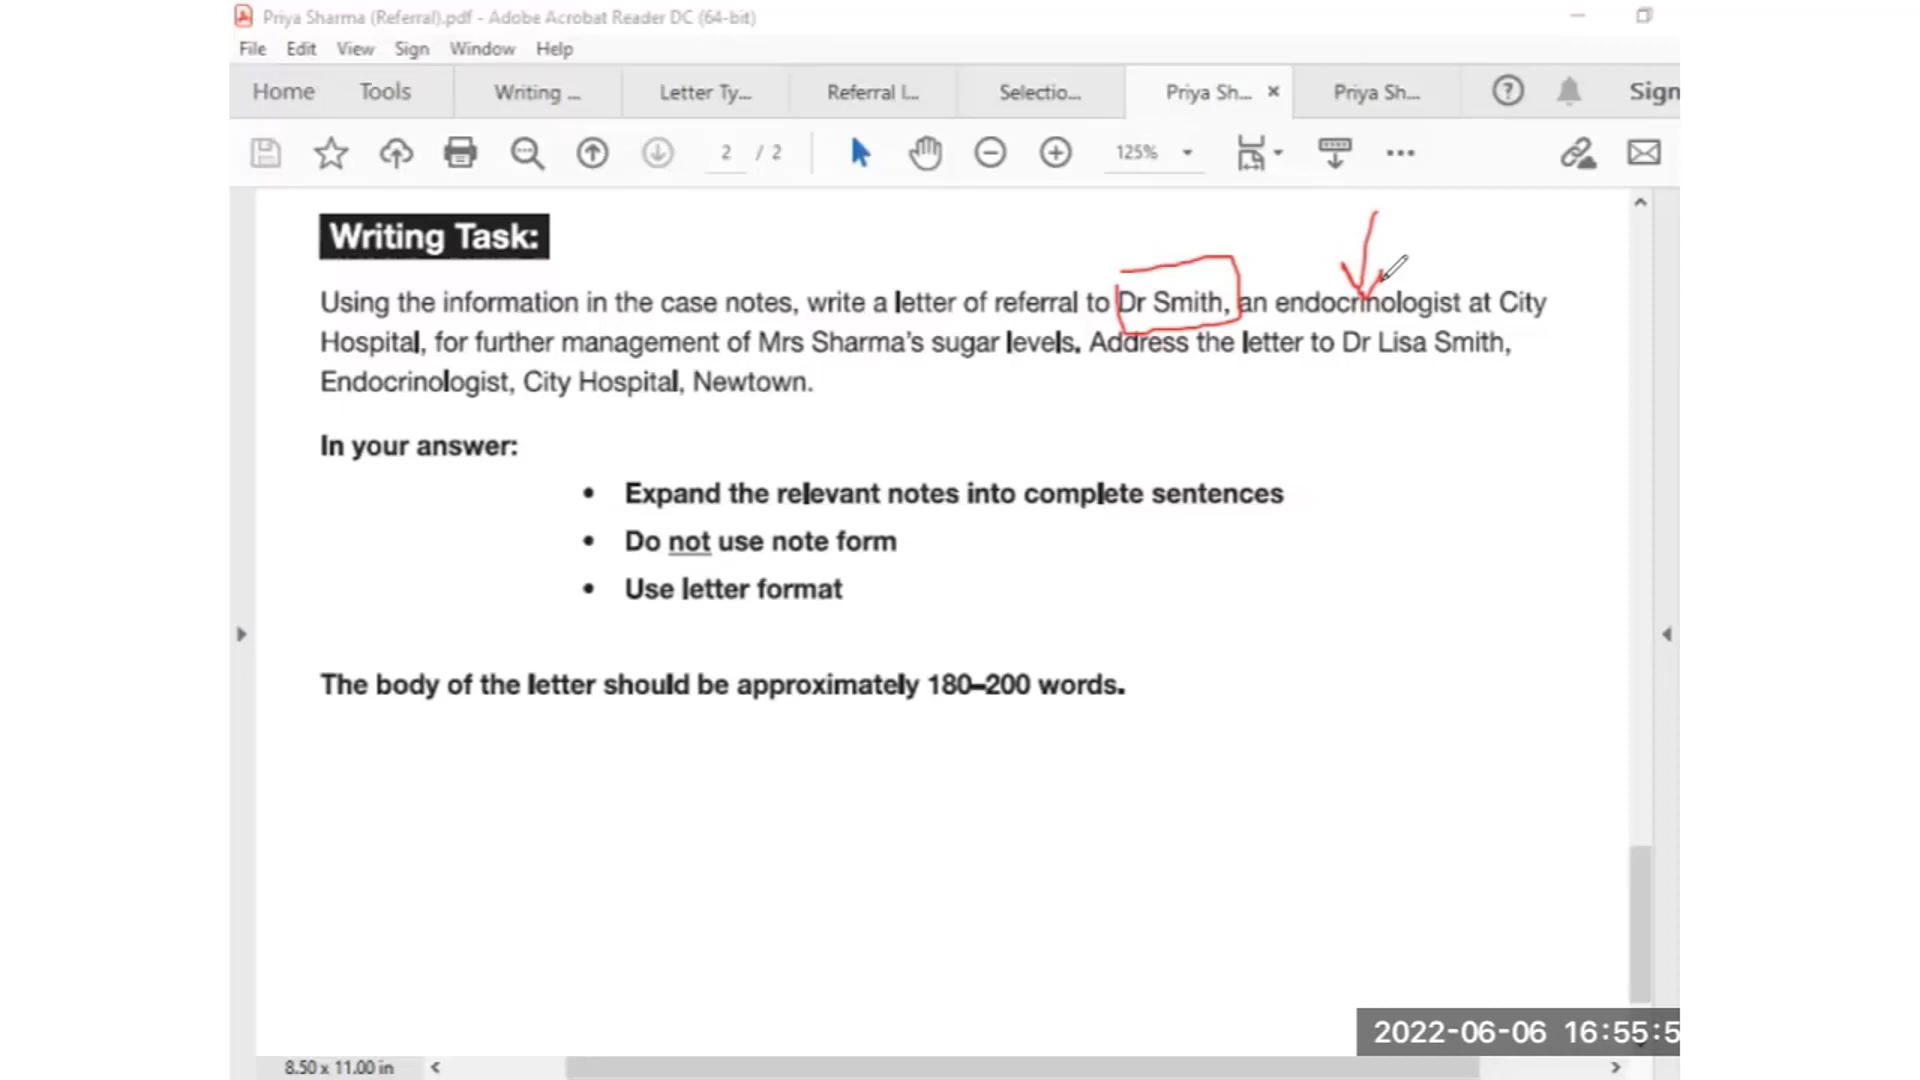 Priya Sharma (Referral).pdf - Adobe Acrobat Reader DC (64-bit)
File Edit View Sign Window Help
Home Tools Writing ... Letter Ty... Referral l... Selectio... Priya Sh... × Priya Sh... ? Sign
2 / 2 125%
Writing Task:
Using the information in the case notes, write a letter of referral to Dr Smith, an endocrinologist at City
Hospital, for further management of Mrs Sharma's sugar levels. Address the letter to Dr Lisa Smith,
Endocrinologist, City Hospital, Newtown.
In your answer:
• Expand the relevant notes into complete sentences
• Do not use note form
• Use letter format
The body of the letter should be approximately 180–200 words.
2022-06-06 16:55:5
8.50 x 11.00 in